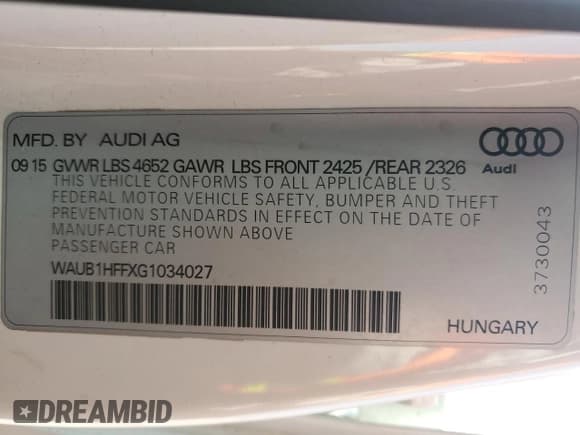 MFD. BY AUDI AG
09 15 GVWR LBS 4652 GAWR LBS FRONT 2425 /REAR 2326
Audi
THIS VEHICLE CONFORMS TO ALL APPLICABLE U.S.
FEDERAL MOTOR VEHICLE SAFETY, BUMPER AND THEFT
PREVENTION STANDARDS IN EFFECT ON THE DATE OF
MANUFACTURE SHOWN ABOVE
PASSENGER CAR
WAUB1HFFXG1034027
3730043
HUNGARY
DREAMBID